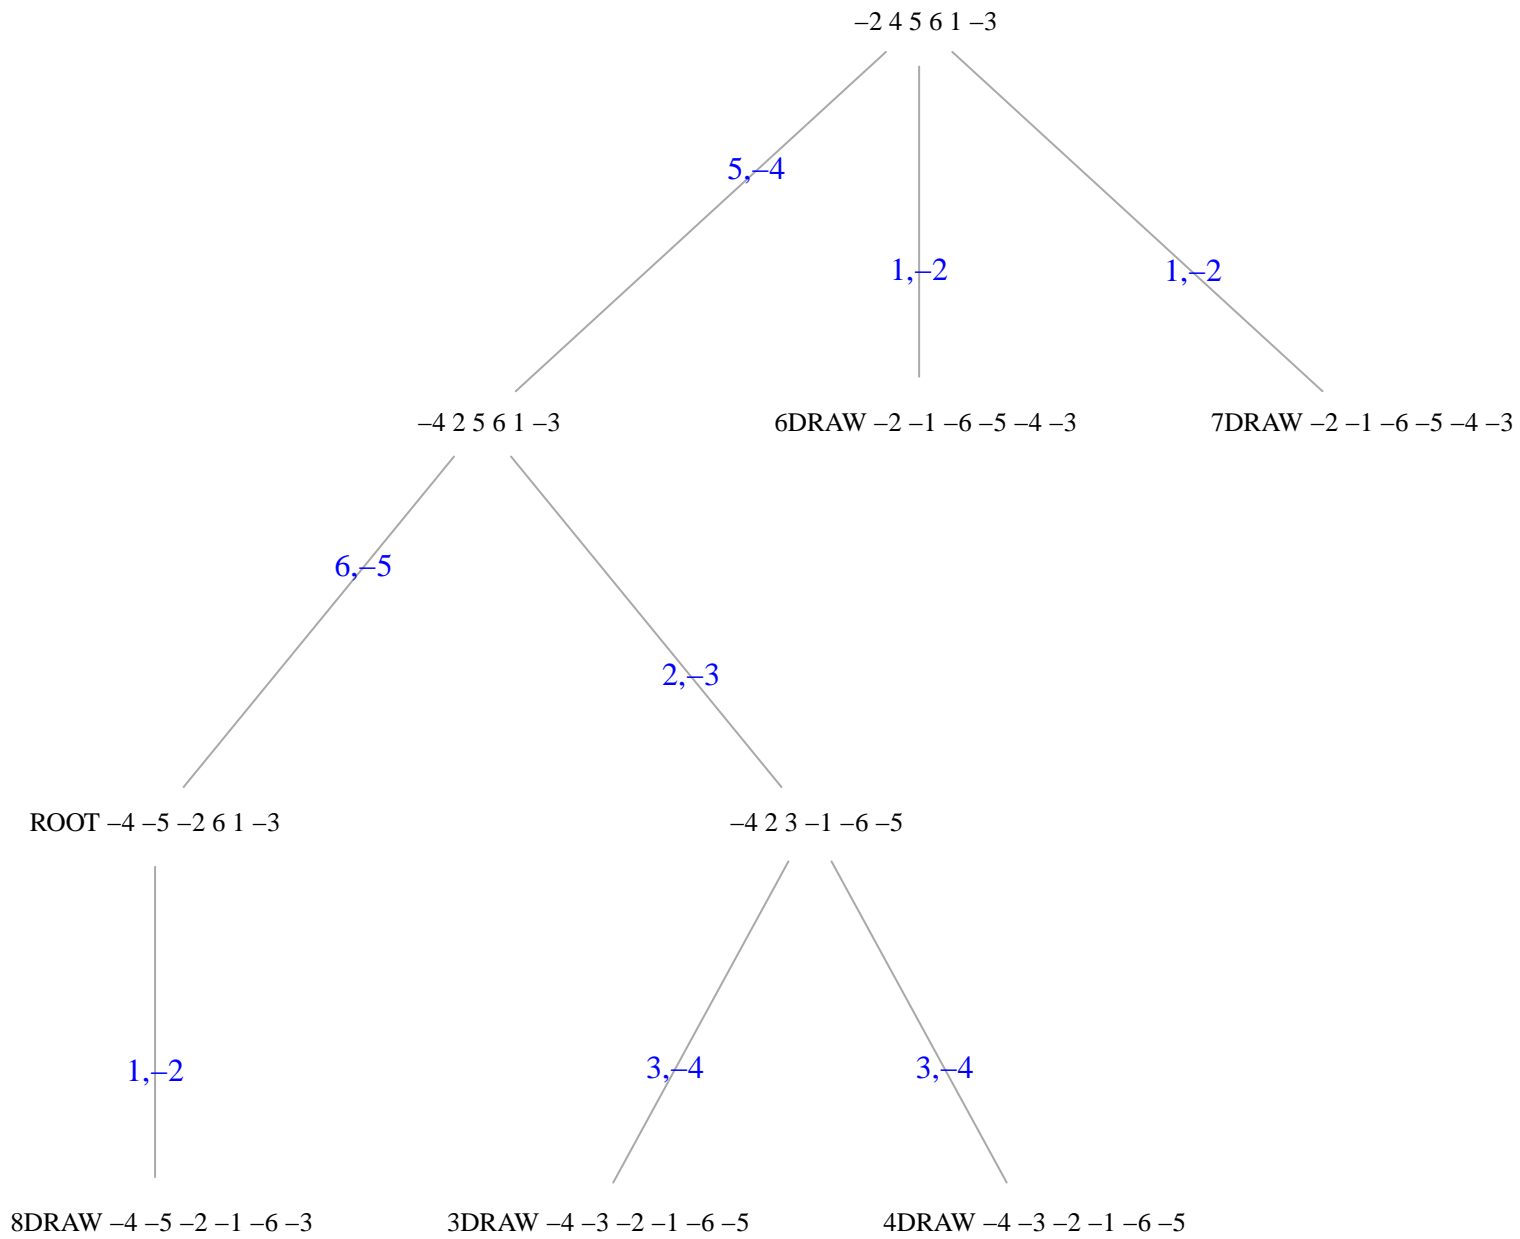 –2 4 5 6 1 –3
5,–4
1,–2
1,–2
–4 2 5 6 1 –3
6DRAW –2 –1 –6 –5 –4 –3
7DRAW –2 –1 –6 –5 –4 –3
6,–5
2,–3
ROOT –4 –5 –2 6 1 –3
–4 2 3 –1 –6 –5
1,–2
3,–4
3,–4
8DRAW –4 –5 –2 –1 –6 –3
3DRAW –4 –3 –2 –1 –6 –5
4DRAW –4 –3 –2 –1 –6 –5